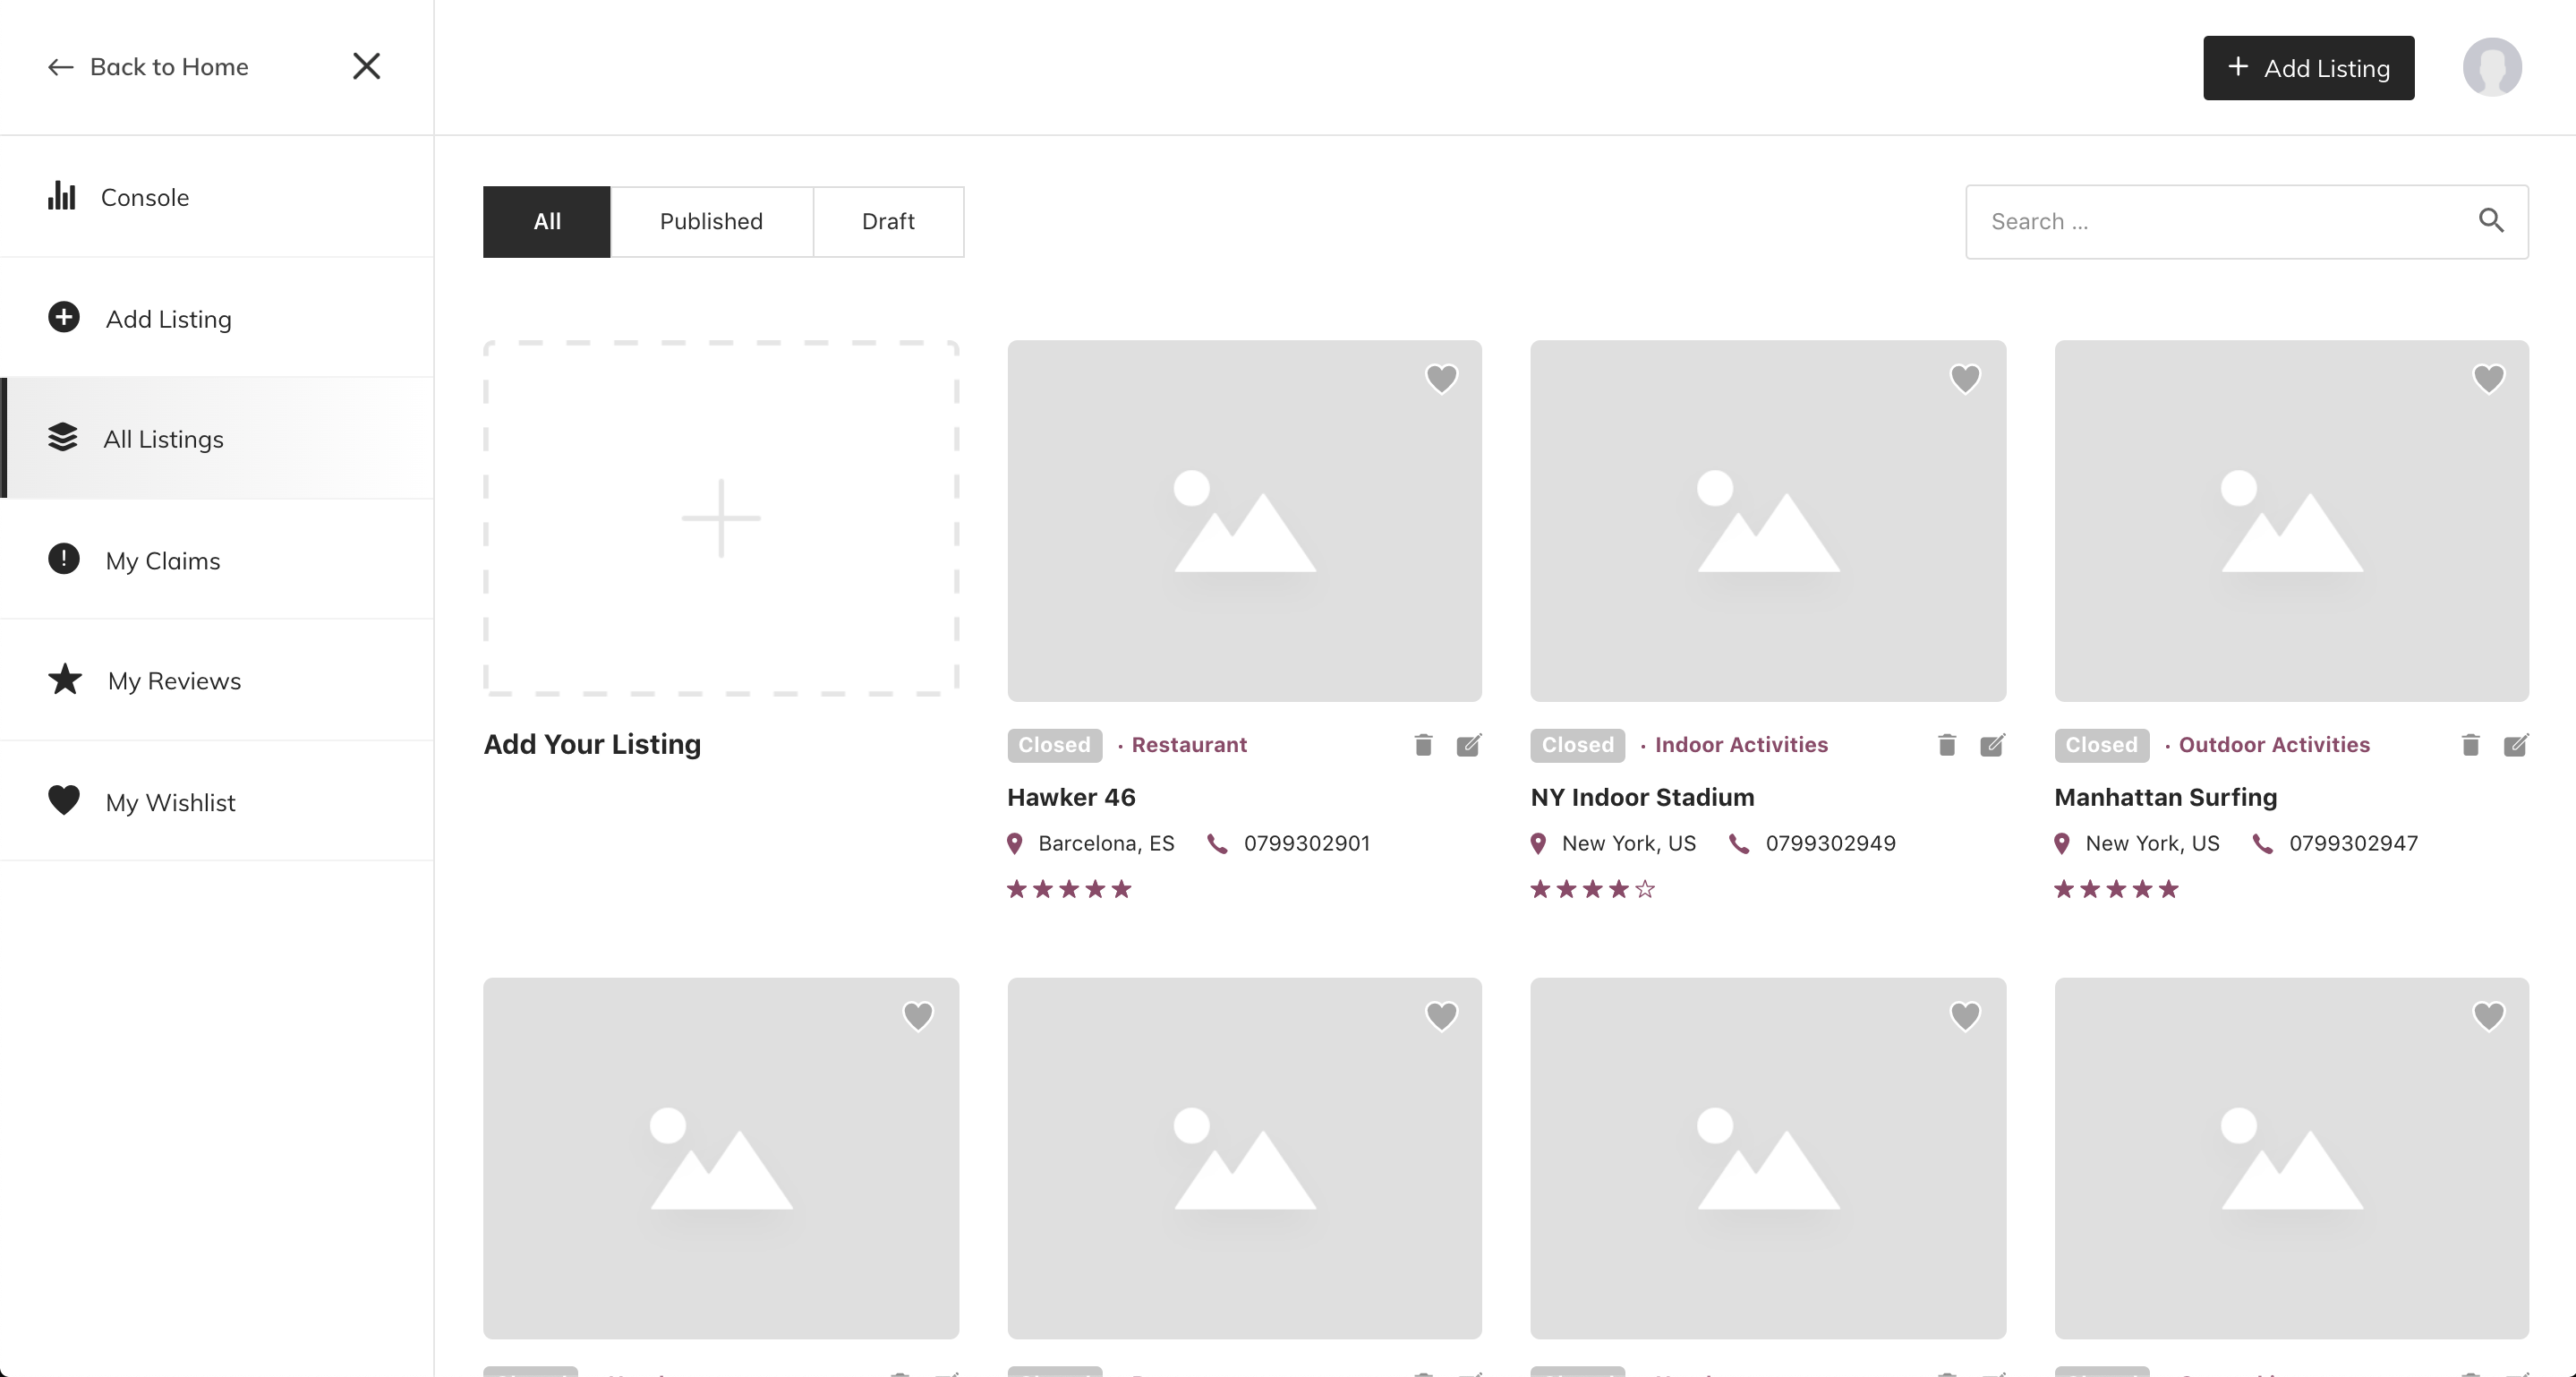 Back to Home
+ Add Listing
Console
Add Listing
All Listings
My Claims
My Reviews
My Wishlist
All
Published
Draft
Search ...
Add Your Listing
Closed · Restaurant
Hawker 46
Barcelona, ES 0799302901
Closed · Indoor Activities
NY Indoor Stadium
New York, US 0799302949
Closed · Outdoor Activities
Manhattan Surfing
New York, US 0799302947